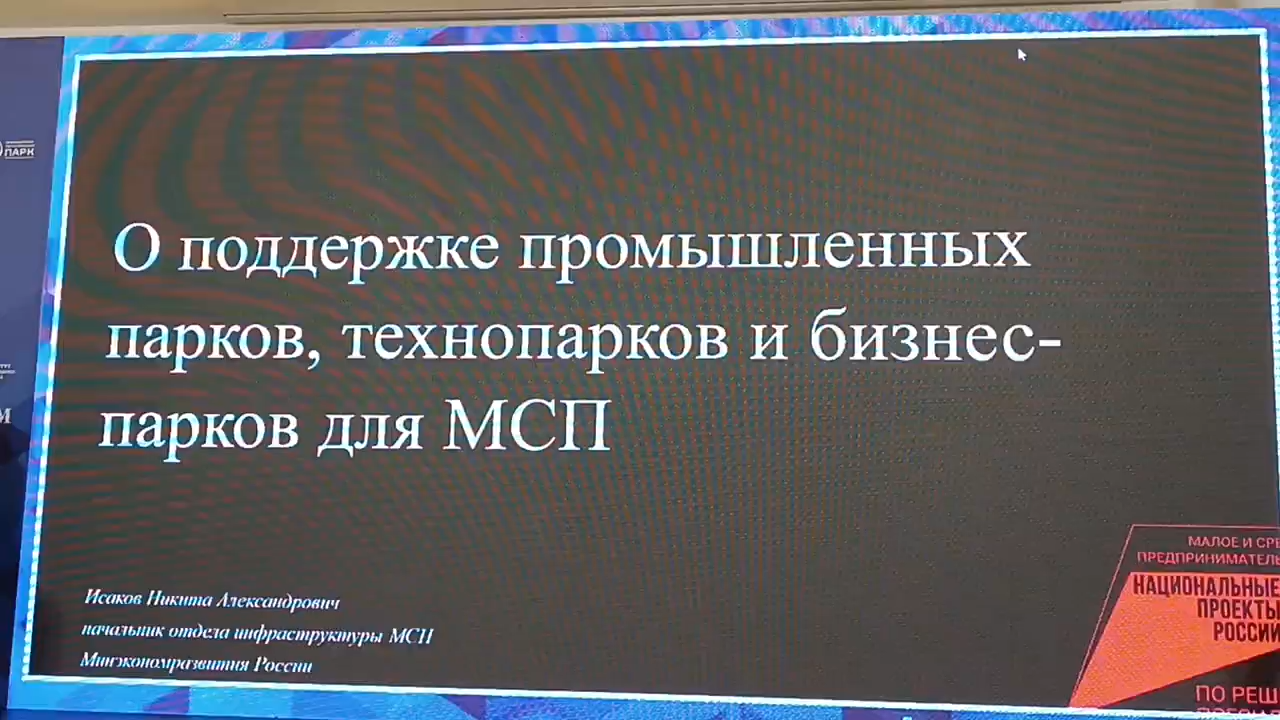 ПАРК
О поддержке промышленных
парков, технопарков и бизнес-
парков для МСП
Исаков Никита Александрович
начальник отдела инфраструктуры МСП
Минэкономразвития России
МАЛОЕ И СРЕ
ПРЕДПРИНИМАТЕЛЬ
НАЦИОНАЛЬНЫЕ
ПРОЕКТЫ
РОССИИ
ПО РЕШ